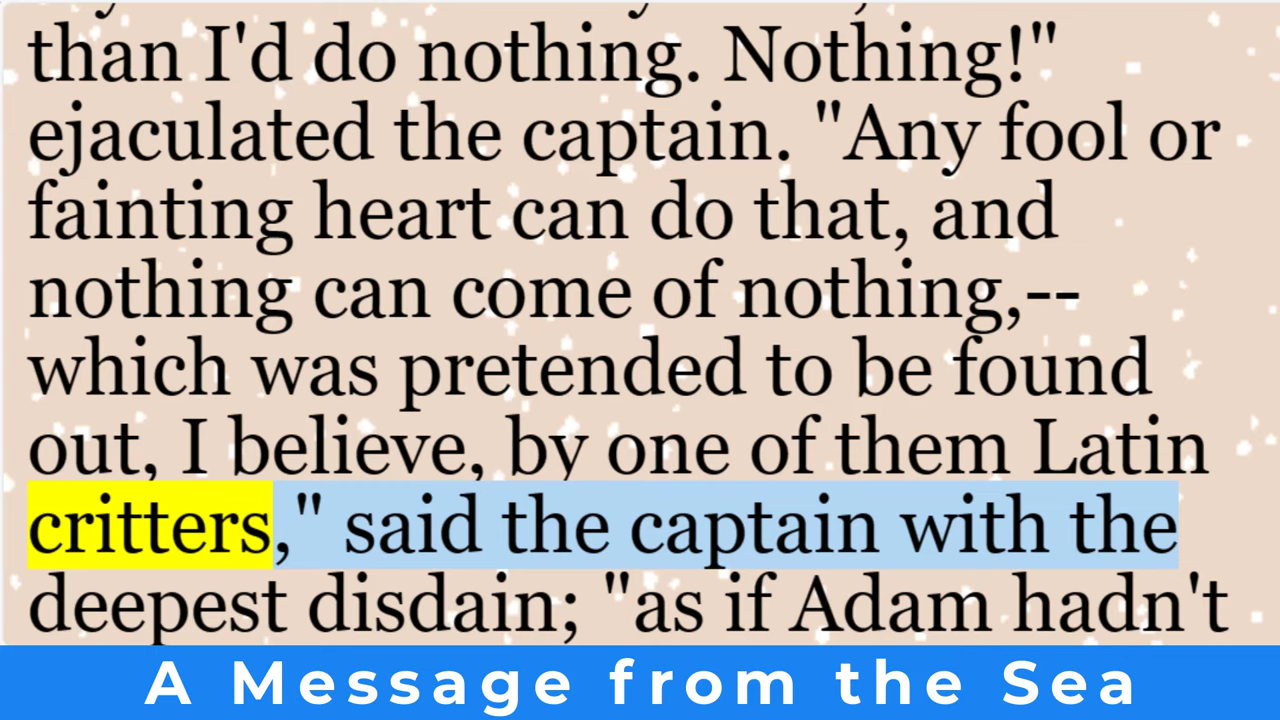 than I'd do nothing. Nothing!"
ejaculated the captain. "Any fool or
fainting heart can do that, and
nothing can come of nothing,--
which was pretended to be found
out, I believe, by one of them Latin
critters," said the captain with the
deepest disdain; "as if Adam hadn't
A Message from the Sea